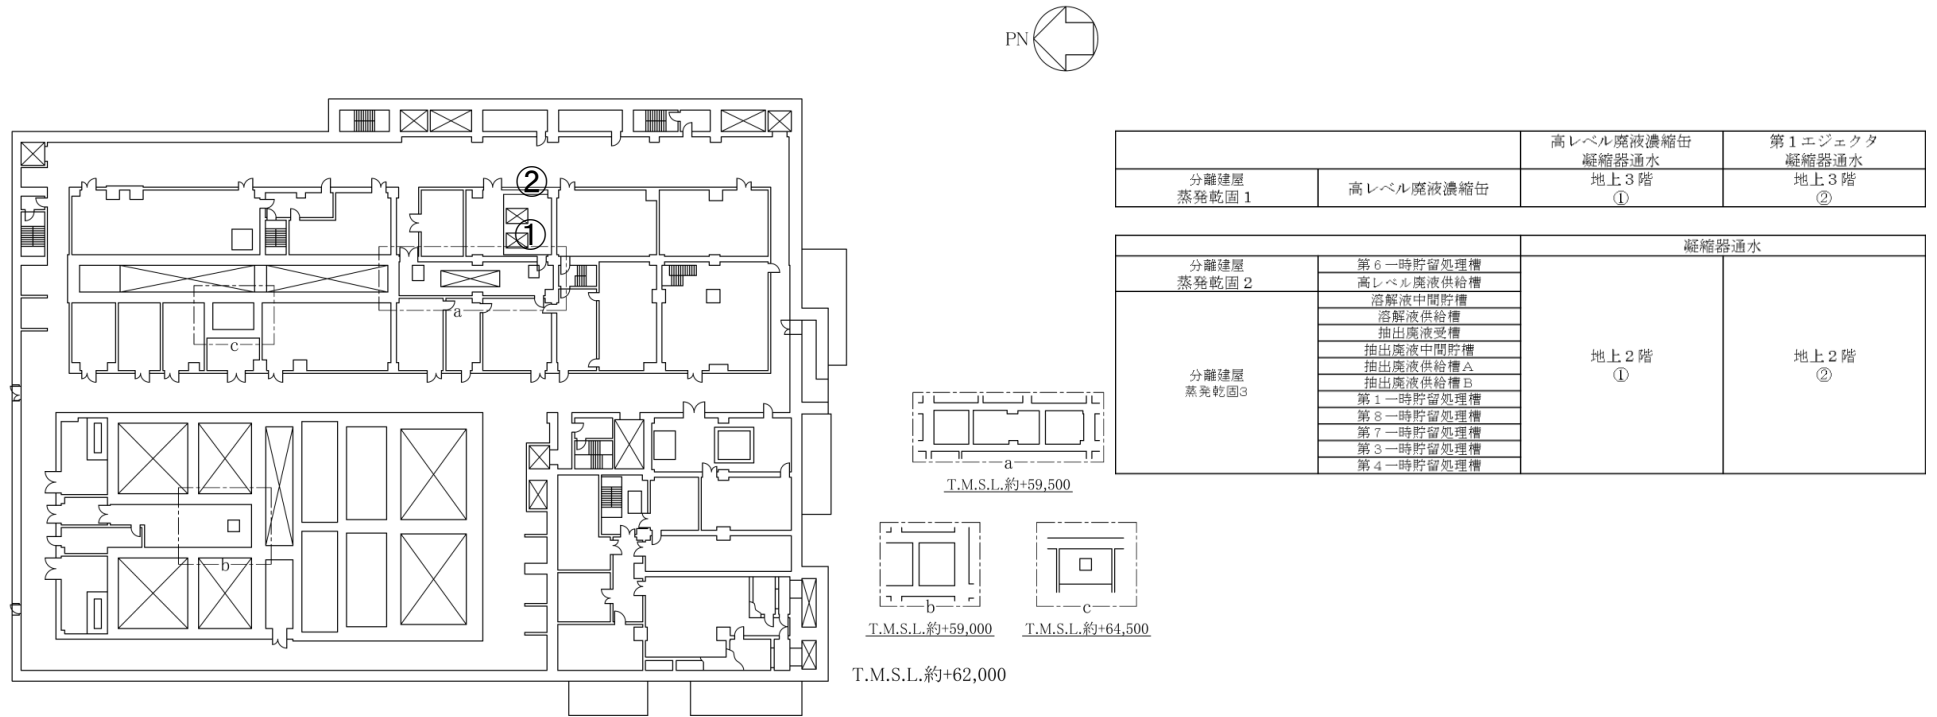 PN
②
①
a
c
b
a
T.M.S.L.約+59,500
b
T.M.S.L.約+59,000
c
T.M.S.L.約+64,500
T.M.S.L.約+62,000
高レベル廃液濃縮缶
凝縮器通水
第1エジェクタ
凝縮器通水
分離建屋
蒸発乾固1
高レベル廃液濃縮缶
地上3階
①
地上3階
②
凝縮器通水
分離建屋
蒸発乾固2
第6一時貯留処理槽
高レベル廃液供給槽
分離建屋
蒸発乾固3
溶解液中間貯槽
溶解液供給槽
抽出廃液受槽
抽出廃液中間貯槽
抽出廃液供給槽A
抽出廃液供給槽B
第1一時貯留処理槽
第8一時貯留処理槽
第7一時貯留処理槽
第3一時貯留処理槽
第4一時貯留処理槽
地上2階
①
地上2階
②